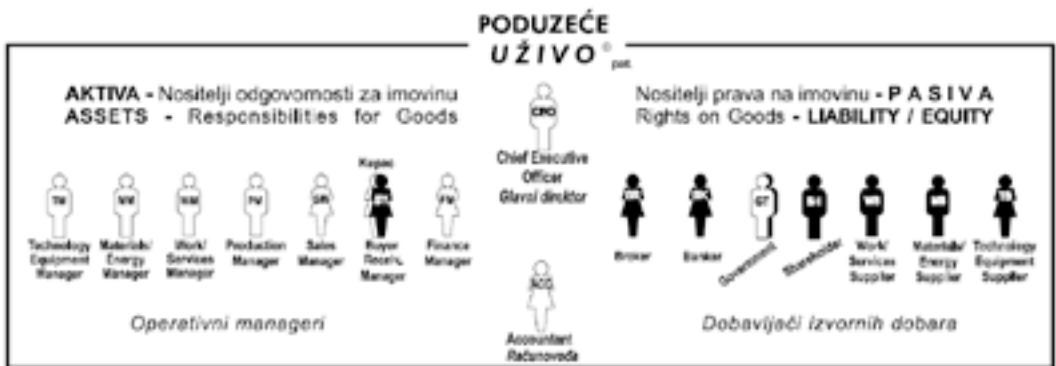 PODUZEĆE
UŽIVO ©
pat.
AKTIVA - Nositelji odgovornosti za imovinu
ASSETS - Responsibilities for Goods
Nositelji prava na imovinu - PASIVA
Rights on Goods - LIABILITY / EQUITY
Chief Executive
Officer
Glavni direktor
Kupac
TM
MM
WM
PM
SM
FM
GT
Technology
Equipment
Manager
Materials/
Energy
Manager
Work/
Services
Manager
Production
Manager
Sales
Manager
Buyer
Receiv.
Manager
Finance
Manager
Broker
Banker
Government
Shareholder
Work/
Services
Supplier
Materials/
Energy
Supplier
Technology
Equipment
Supplier
Operativni manageri
ACC
Accountant
Računovođa
Dobavljači izvornih dobara